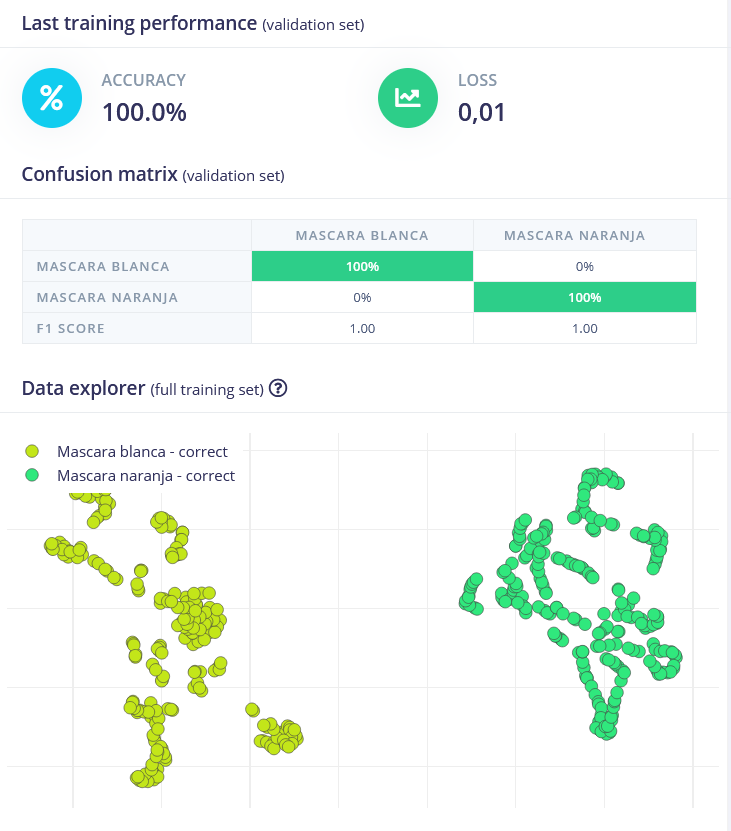 Last training performance (validation set)
% ACCURACY
100.0%
LOSS
0,01
Confusion matrix (validation set)
MASCARA BLANCA MASCARA NARANJA
MASCARA BLANCA 100% 0%
MASCARA NARANJA 0% 100%
F1 SCORE 1.00 1.00
Data explorer (full training set) ?
Mascara blanca - correct
Mascara naranja - correct